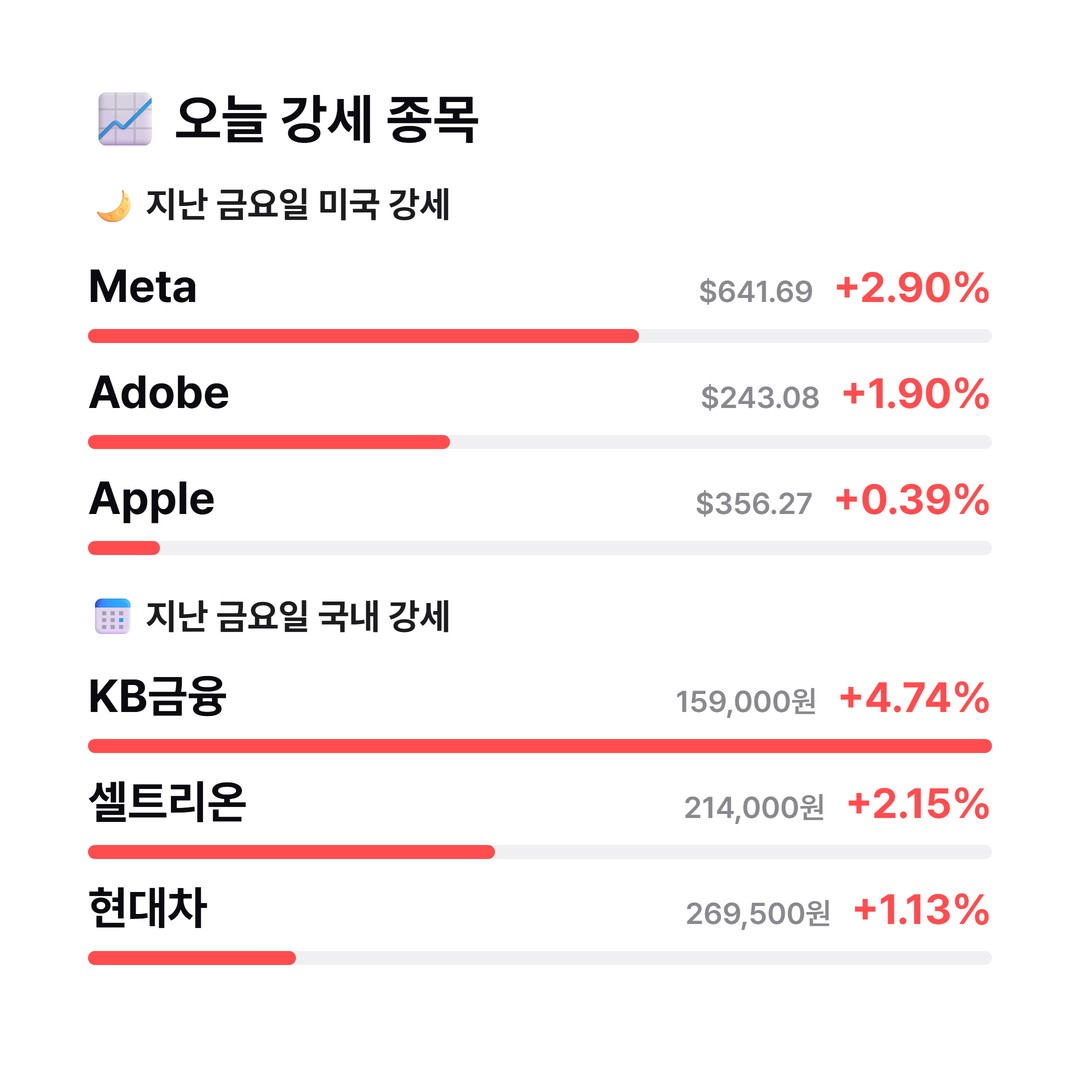 오늘 강세 종목
지난 금요일 미국 강세
Meta $641.69 +2.90%
Adobe $243.08 +1.90%
Apple $356.27 +0.39%
지난 금요일 국내 강세
KB금융 159,000원 +4.74%
셀트리온 214,000원 +2.15%
현대차 269,500원 +1.13%